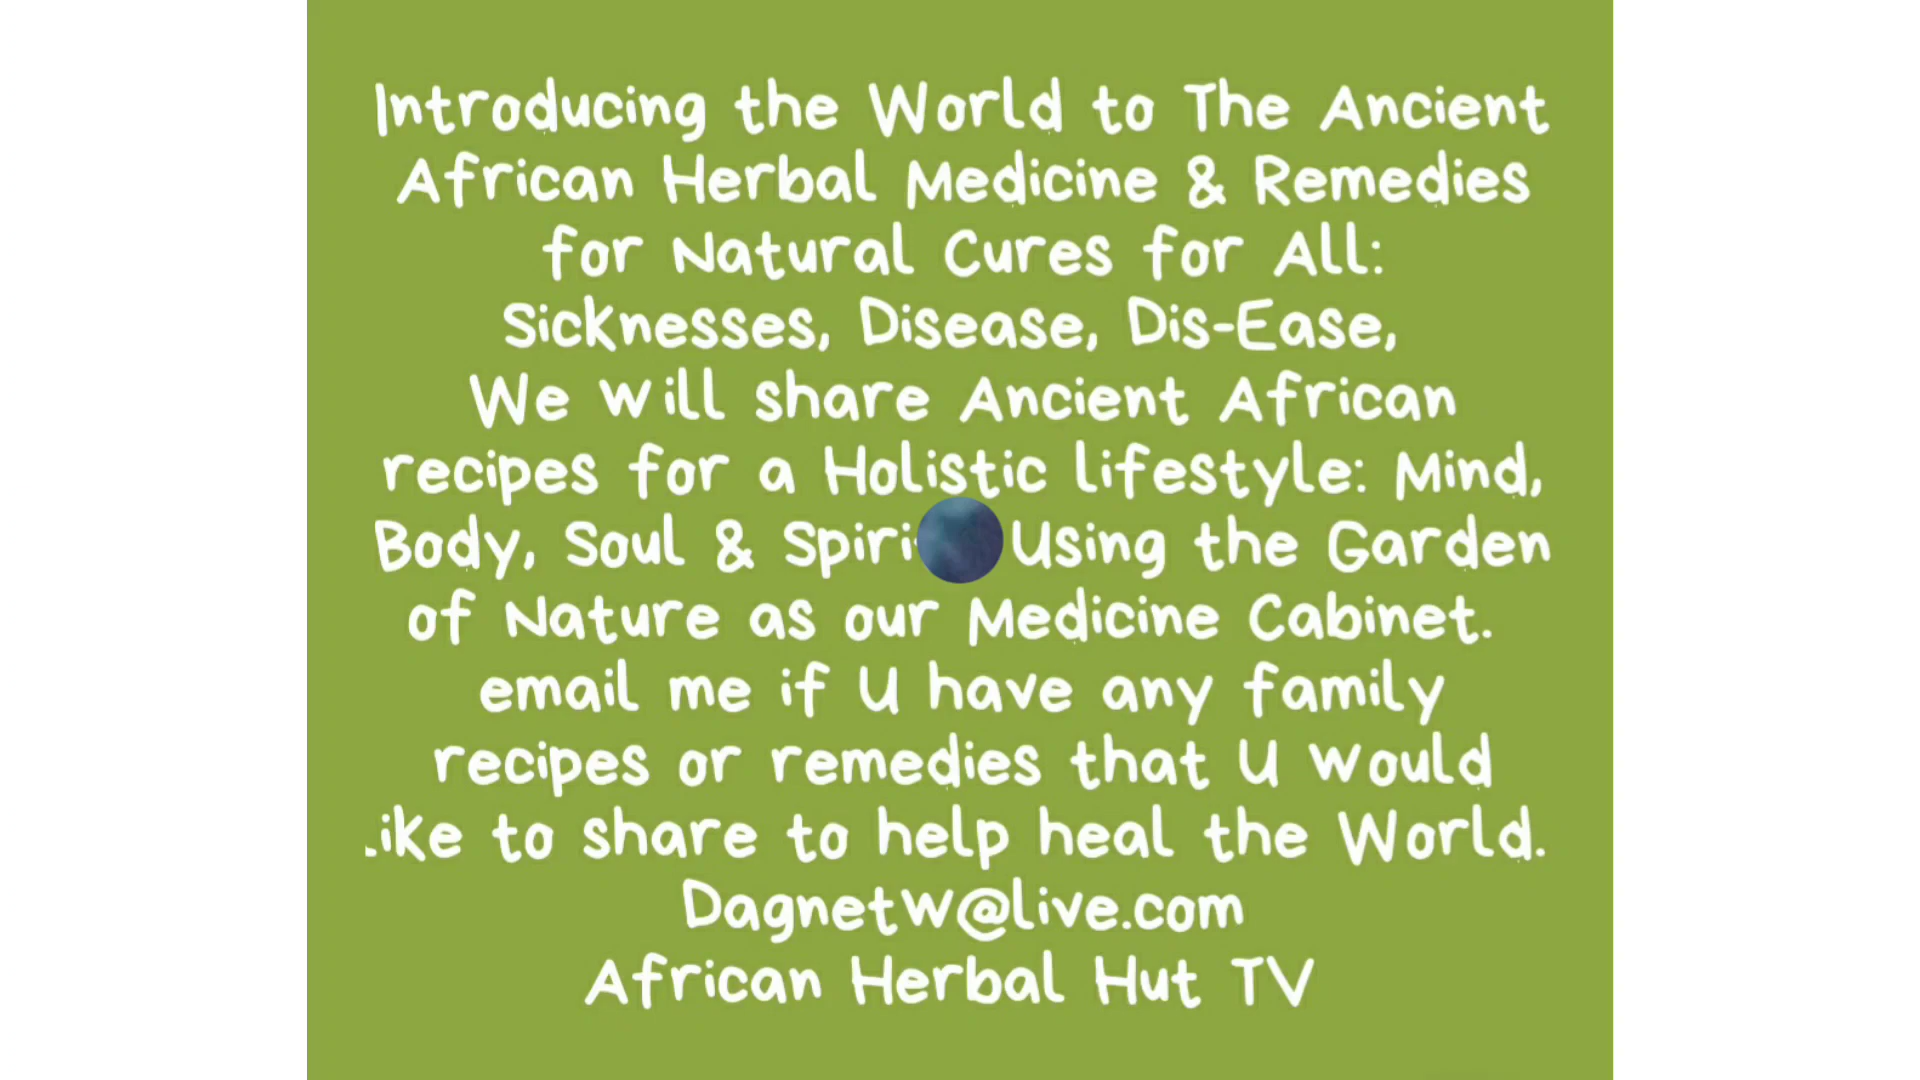 Introducing the World to The Ancient
African Herbal Medicine & Remedies
for Natural Cures for All:
Sicknesses, Disease, Dis-Ease,
We will share Ancient African
recipes for a Holistic lifestyle: Mind,
Body, Soul & Using the Garden
of Nature as our Medicine Cabinet.
email me if U have any family
recipes or remedies that U would
to share to help heal the World.
Dagnetw@live.com
African Herbal Hut TV